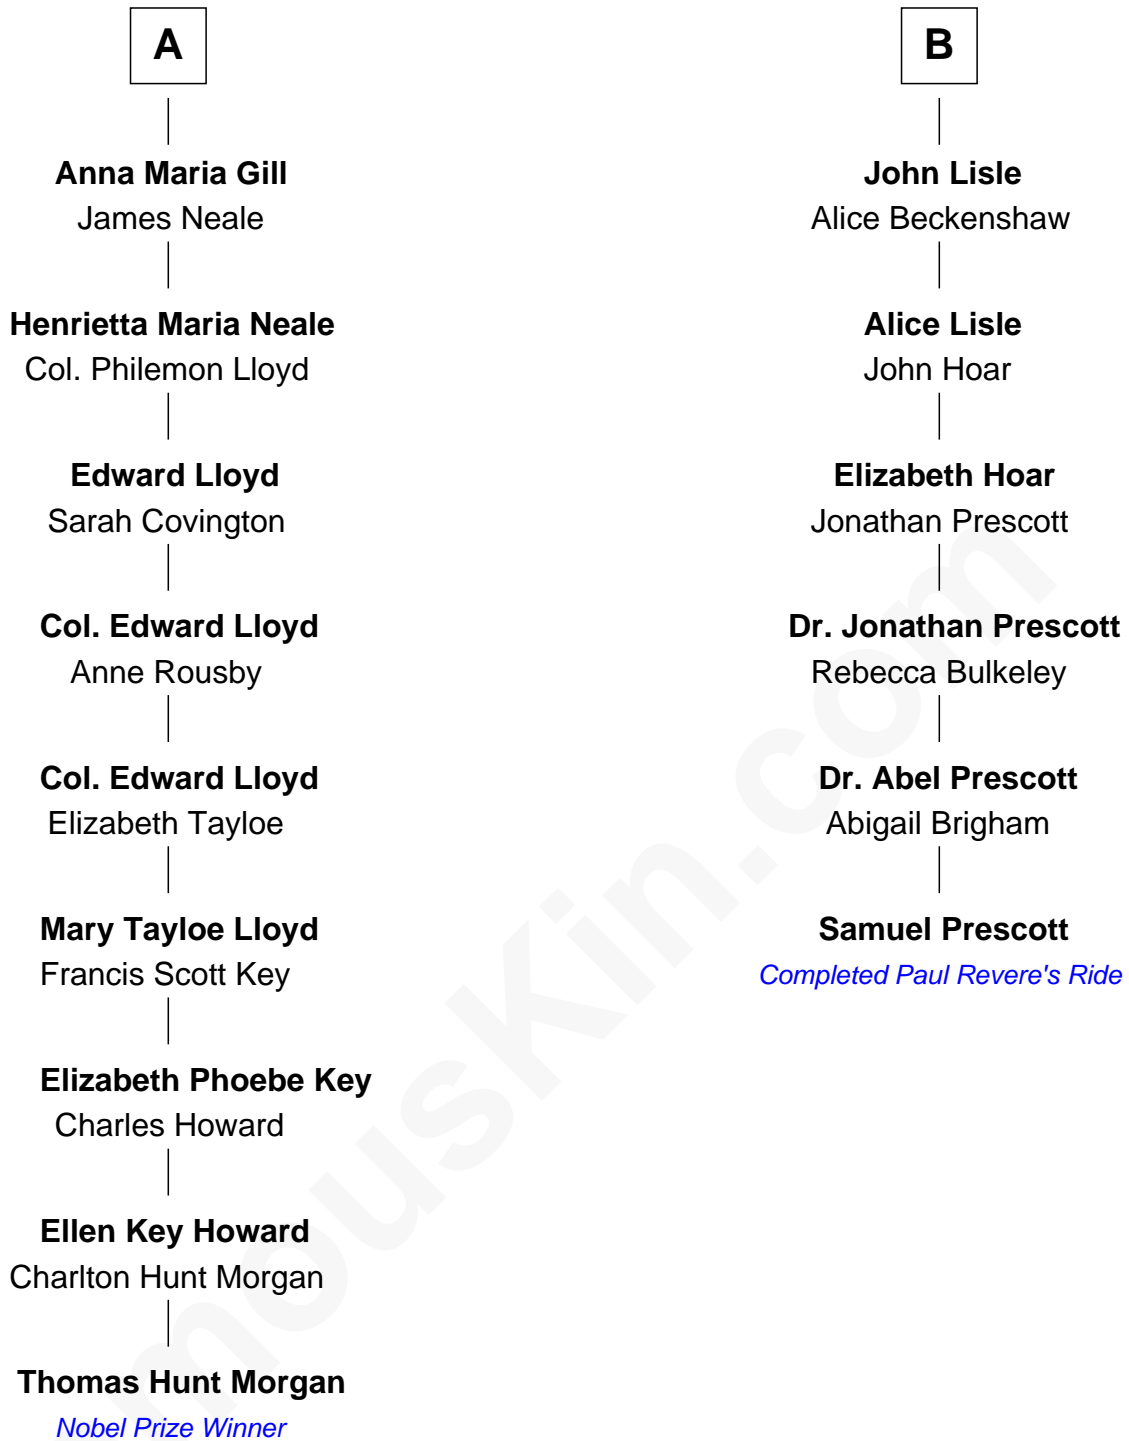 A
Anna Maria Gill
James Neale
Henrietta Maria Neale
Col. Philemon Lloyd
Edward Lloyd
Sarah Covington
Col. Edward Lloyd
Anne Rousby
Col. Edward Lloyd
Elizabeth Tayloe
Mary Tayloe Lloyd
Francis Scott Key
Elizabeth Phoebe Key
Charles Howard
Ellen Key Howard
Charlton Hunt Morgan
Thomas Hunt Morgan
Nobel Prize Winner
B
John Lisle
Alice Beckenshaw
Alice Lisle
John Hoar
Elizabeth Hoar
Jonathan Prescott
Dr. Jonathan Prescott
Rebecca Bulkeley
Dr. Abel Prescott
Abigail Brigham
Samuel Prescott
Completed Paul Revere's Ride
mousKin.com